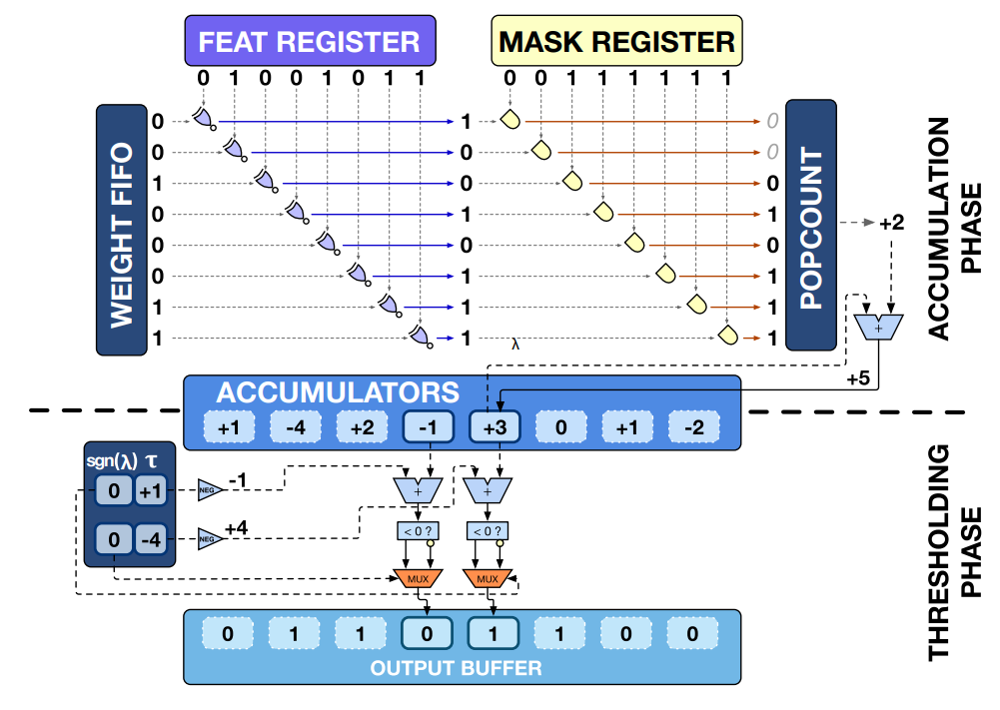 FEAT REGISTER MASK REGISTER
0 1 0 0 1 0 1 1 0 0 1 1 1 1 1 1
WEIGHT FIFO
0 1 0
0 0 0
1 0 0
0 1 1
0 0 0
0 1 1
1 1 1
1 1 1
λ
POPCOUNT
+2
+
+5
ACCUMULATION
PHASE
ACCUMULATORS
+1 -4 +2 -1 +3 0 +1 -2
sgn(λ) τ
0 +1 NEG -1
0 -4 NEG +4
+ +
< 0 ? < 0 ?
MUX MUX
0 1 1 0 1 1 0 0
OUTPUT BUFFER
THRESHOLDING
PHASE